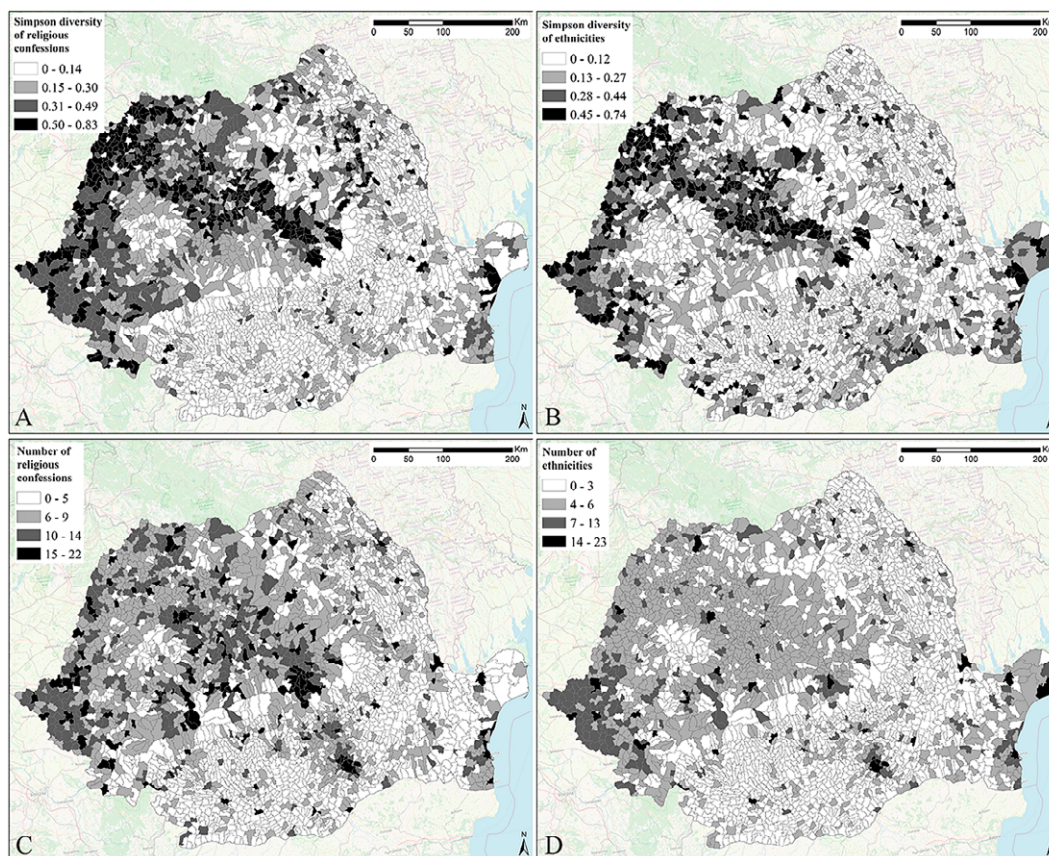 Simpson diversity
of religious
confessions
0 - 0.14
0.15 - 0.30
0.31 - 0.49
0.50 - 0.83
Km
0 50 100 200
A
N
Simpson diversity
of ethnicities
0 - 0.12
0.13 - 0.27
0.28 - 0.44
0.45 - 0.74
Km
0 50 100 200
B
N
Number of
religious
confessions
0 - 5
6 - 9
10 - 14
15 - 22
Km
0 50 100 200
C
N
Number of
ethnicities
0 - 3
4 - 6
7 - 13
14 - 23
Km
0 50 100 200
D